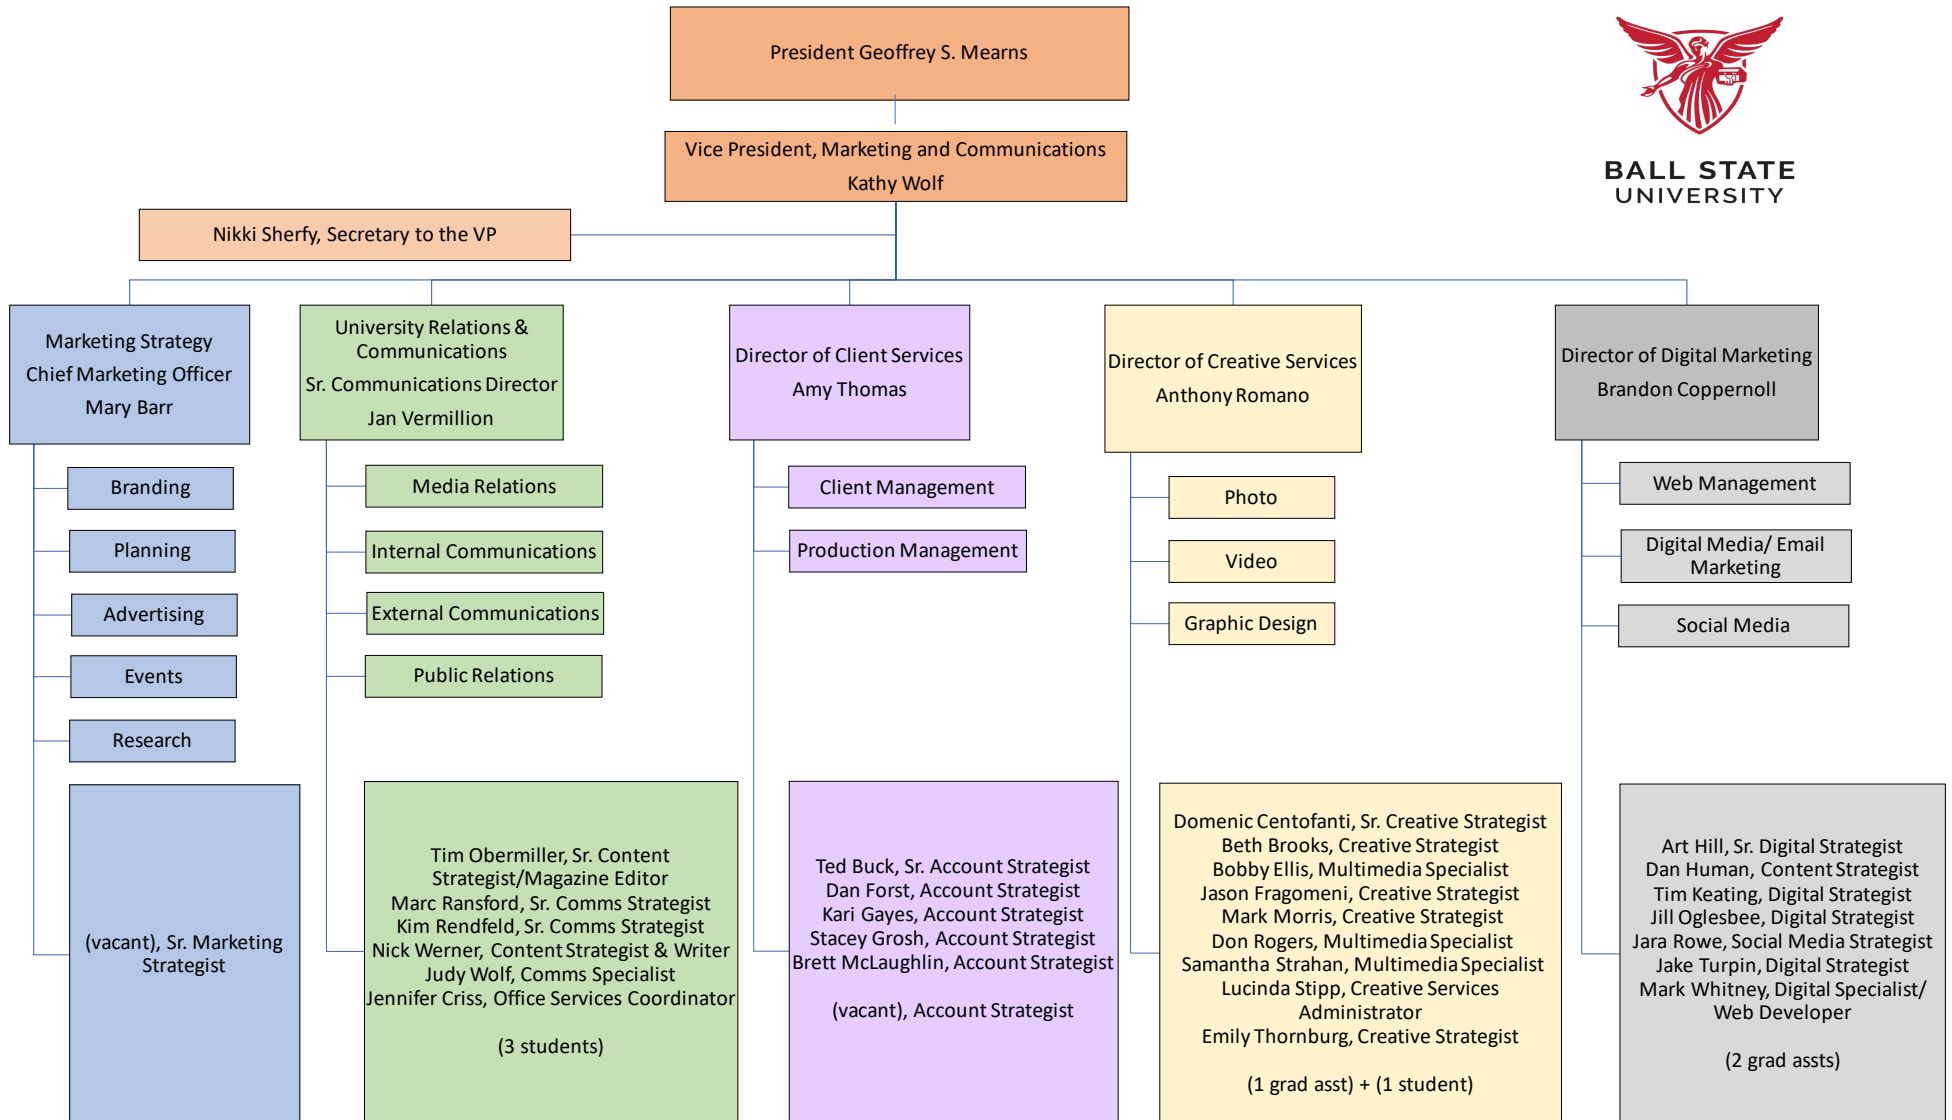 President Geoffrey S. Mearns
Vice President, Marketing and Communications
Kathy Wolf
BALL STATE
UNIVERSITY
Nikki Sherfy, Secretary to the VP
Marketing Strategy
Chief Marketing Officer
Mary Barr
Branding
Planning
Advertising
Events
Research
(vacant), Sr. Marketing
Strategist
University Relations &
Communications
Sr. Communications Director
Jan Vermillion
Media Relations
Internal Communications
External Communications
Public Relations
Tim Obermiller, Sr. Content
Strategist/Magazine Editor
Marc Ransford, Sr. Comms Strategist
Kim Rendfeld, Sr. Comms Strategist
Nick Werner, Content Strategist & Writer
Judy Wolf, Comms Specialist
Jennifer Criss, Office Services Coordinator
(3 students)
Director of Client Services
Amy Thomas
Client Management
Production Management
Ted Buck, Sr. Account Strategist
Dan Forst, Account Strategist
Kari Gayes, Account Strategist
Stacey Grosh, Account Strategist
Brett McLaughlin, Account Strategist
(vacant), Account Strategist
Director of Creative Services
Anthony Romano
Photo
Video
Graphic Design
Domenic Centofanti, Sr. Creative Strategist
Beth Brooks, Creative Strategist
Bobby Ellis, Multimedia Specialist
Jason Fragomeni, Creative Strategist
Mark Morris, Creative Strategist
Don Rogers, Multimedia Specialist
Samantha Strahan, Multimedia Specialist
Lucinda Stipp, Creative Services
Administrator
Emily Thornburg, Creative Strategist
(1 grad asst) + (1 student)
Director of Digital Marketing
Brandon Coppernoll
Web Management
Digital Media/ Email
Marketing
Social Media
Art Hill, Sr. Digital Strategist
Dan Human, Content Strategist
Tim Keating, Digital Strategist
Jill Oglesbee, Digital Strategist
Jara Rowe, Social Media Strategist
Jake Turpin, Digital Strategist
Mark Whitney, Digital Specialist/
Web Developer
(2 grad assts)